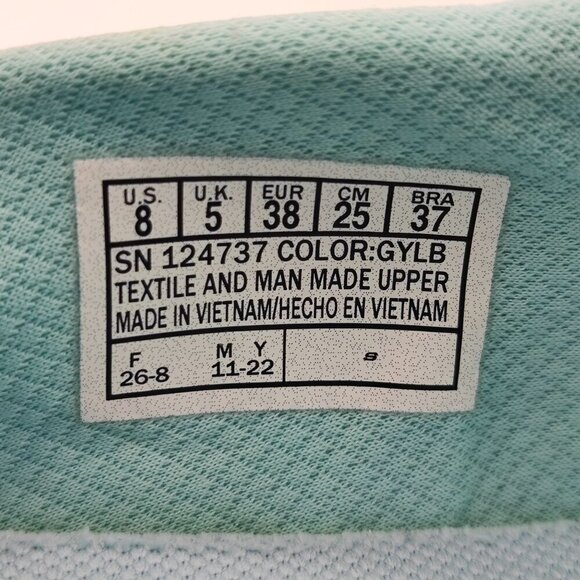 U.S. U.K. EUR CM BRA
8 5 38 25 37
SN 124737 COLOR:GYLB
TEXTILE AND MAN MADE UPPER
MADE IN VIETNAM/HECHO EN VIETNAM
F M Y
26-8 11-22